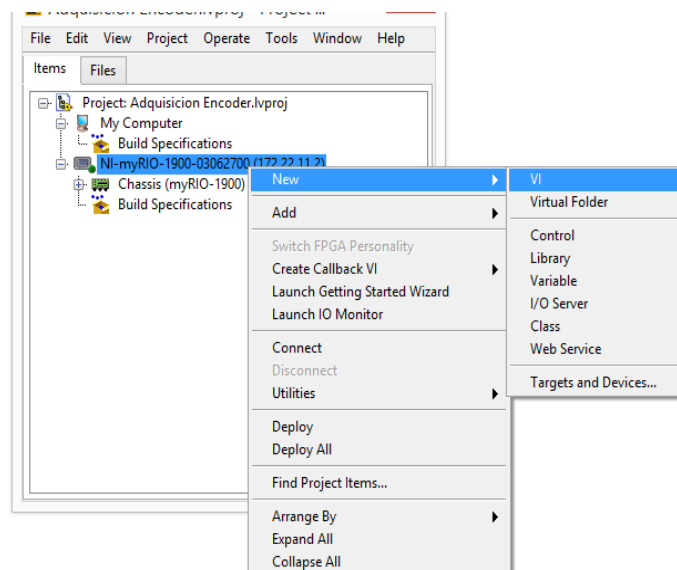 Adquisicion Encoder.lvproj - Project ...
File Edit View Project Operate Tools Window Help
Items Files
Project: Adquisicion Encoder.lvproj
My Computer
Build Specifications
NI-myRIO-1900-03062700 (172.22.11.2)
Chassis (myRIO-1900)
Build Specifications
New
Add
Switch FPGA Personality
Create Callback VI
Launch Getting Started Wizard
Launch IO Monitor
Connect
Disconnect
Utilities
Deploy
Deploy All
Find Project Items...
Arrange By
Expand All
Collapse All
VI
Virtual Folder
Control
Library
Variable
I/O Server
Class
Web Service
Targets and Devices...